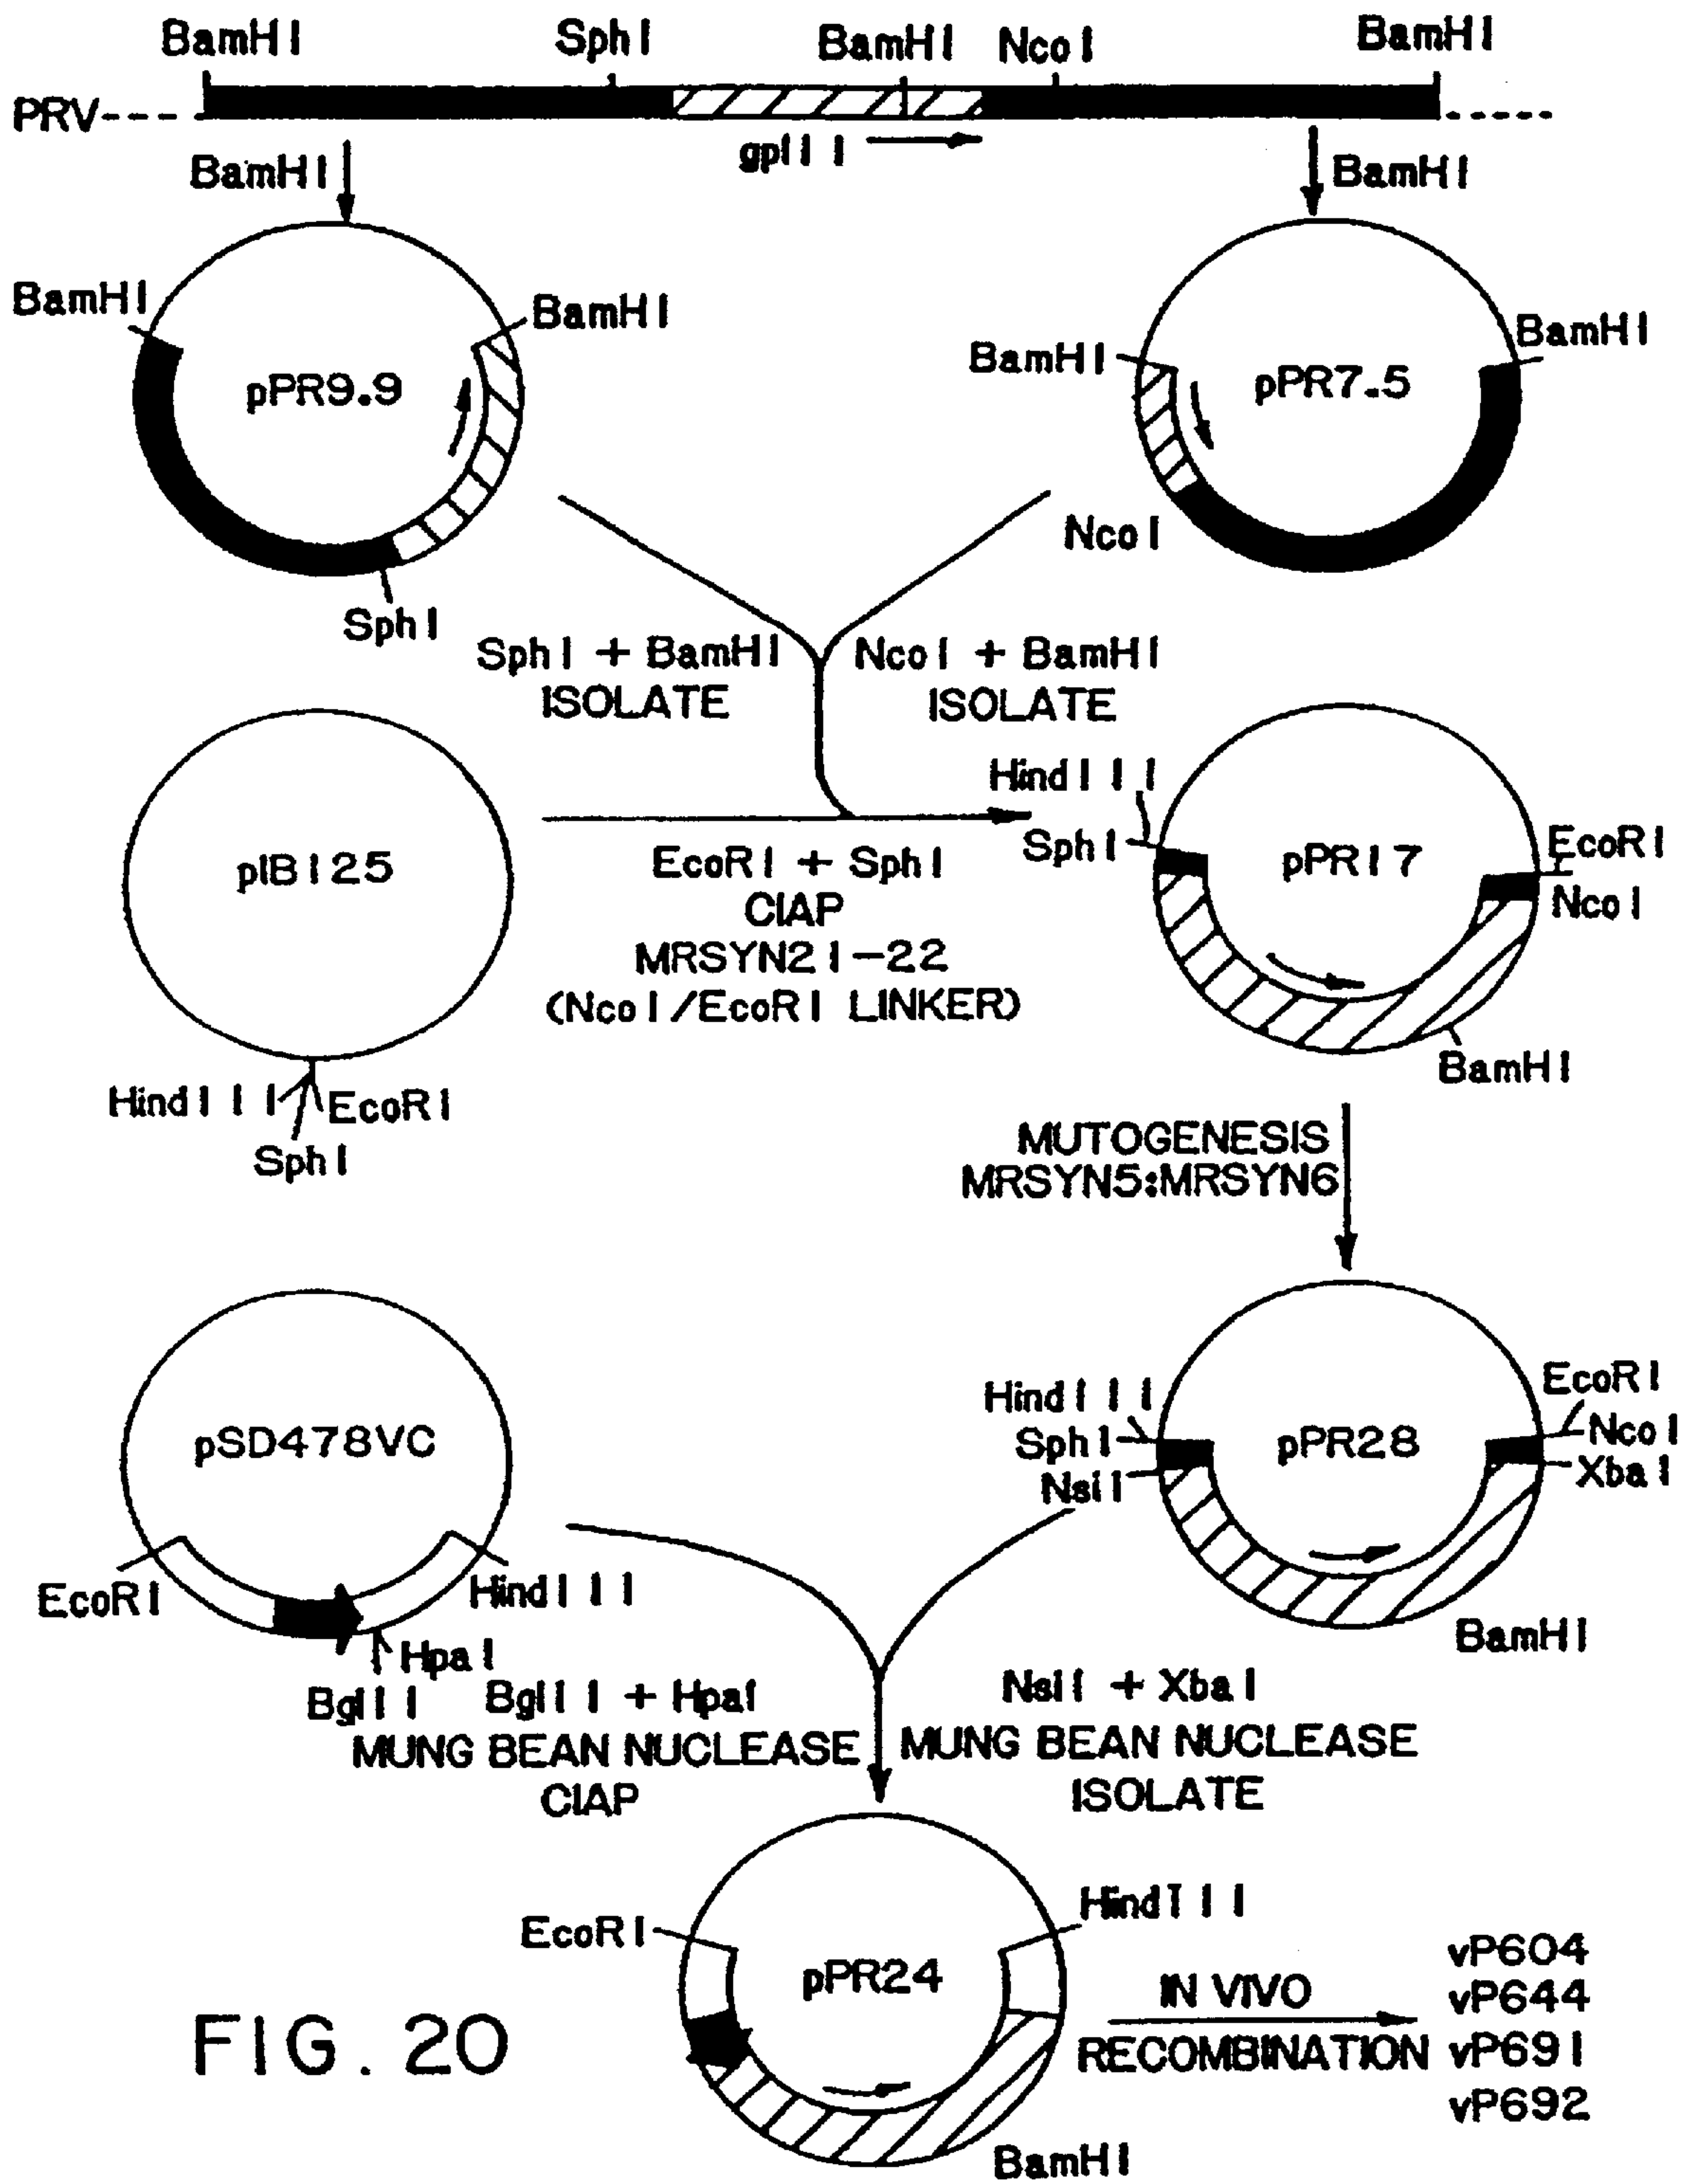 BamHI
SphI
BamHI
NcoI
BamHI
PRV
gpIII
BamHI
BamHI
BamHI
BamHI
pPR9.9
SphI
BamHI
BamHI
pPR7.5
NcoI
SphI + BamHI
ISOLATE
NcoI + BamHI
ISOLATE
pIBI25
HindIII
EcoRI
SphI
EcoRI + SphI
CIAP
MRSYN21-22
(NcoI/EcoRI LINKER)
HindIII
SphI
pPR17
EcoRI
NcoI
BamHI
MUTOGENESIS
MRSYN5:MRSYN6
pSD478VC
EcoRI
HindIII
HpaI
BglII
HindIII
SphI
NsiI
pPR28
EcoRI
NcoI
XbaI
BamHI
BglII + HpaI
MUNG BEAN NUCLEASE
CIAP
NsiI + XbaI
MUNG BEAN NUCLEASE
ISOLATE
EcoRI
HindIII
pPR24
BamHI
IN VIVO
RECOMBINATION
vP604
vP644
vP691
vP692
FIG. 20